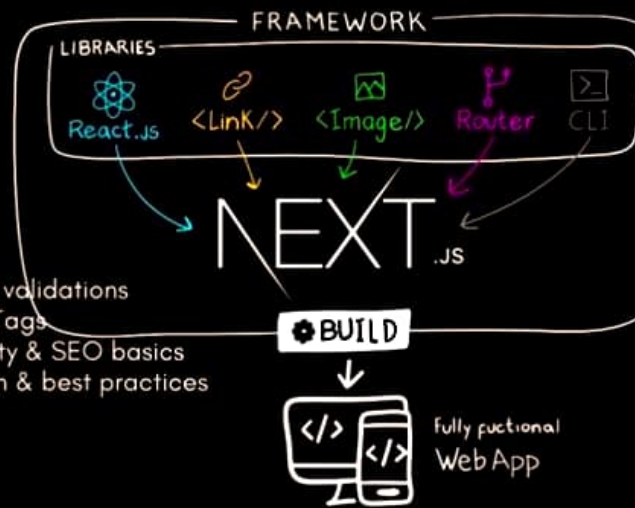 FRAMEWORK
LIBRARIES
React.js
<Link/>
<Image/>
Router
CLI
NEXT.JS
validations
Tags
ty & SEO basics
n & best practices
BUILD
</>
</>
Fully fuctional
Web App